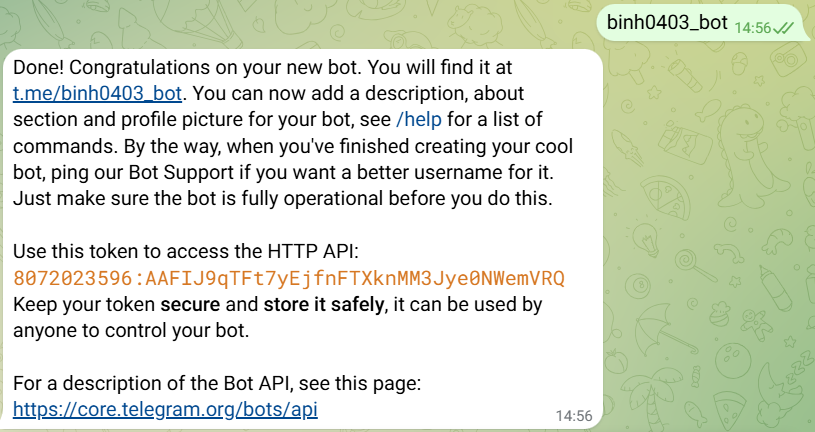 binh0403_bot 14:56
Done! Congratulations on your new bot. You will find it at
t.me/binh0403_bot. You can now add a description, about
section and profile picture for your bot, see /help for a list of
commands. By the way, when you've finished creating your cool
bot, ping our Bot Support if you want a better username for it.
Just make sure the bot is fully operational before you do this.
Use this token to access the HTTP API:
8072023596:AAFIJ9qTFt7yEjfnFTXknMM3Jye0NWemVRQ
Keep your token secure and store it safely, it can be used by
anyone to control your bot.
For a description of the Bot API, see this page:
https://core.telegram.org/bots/api 14:56